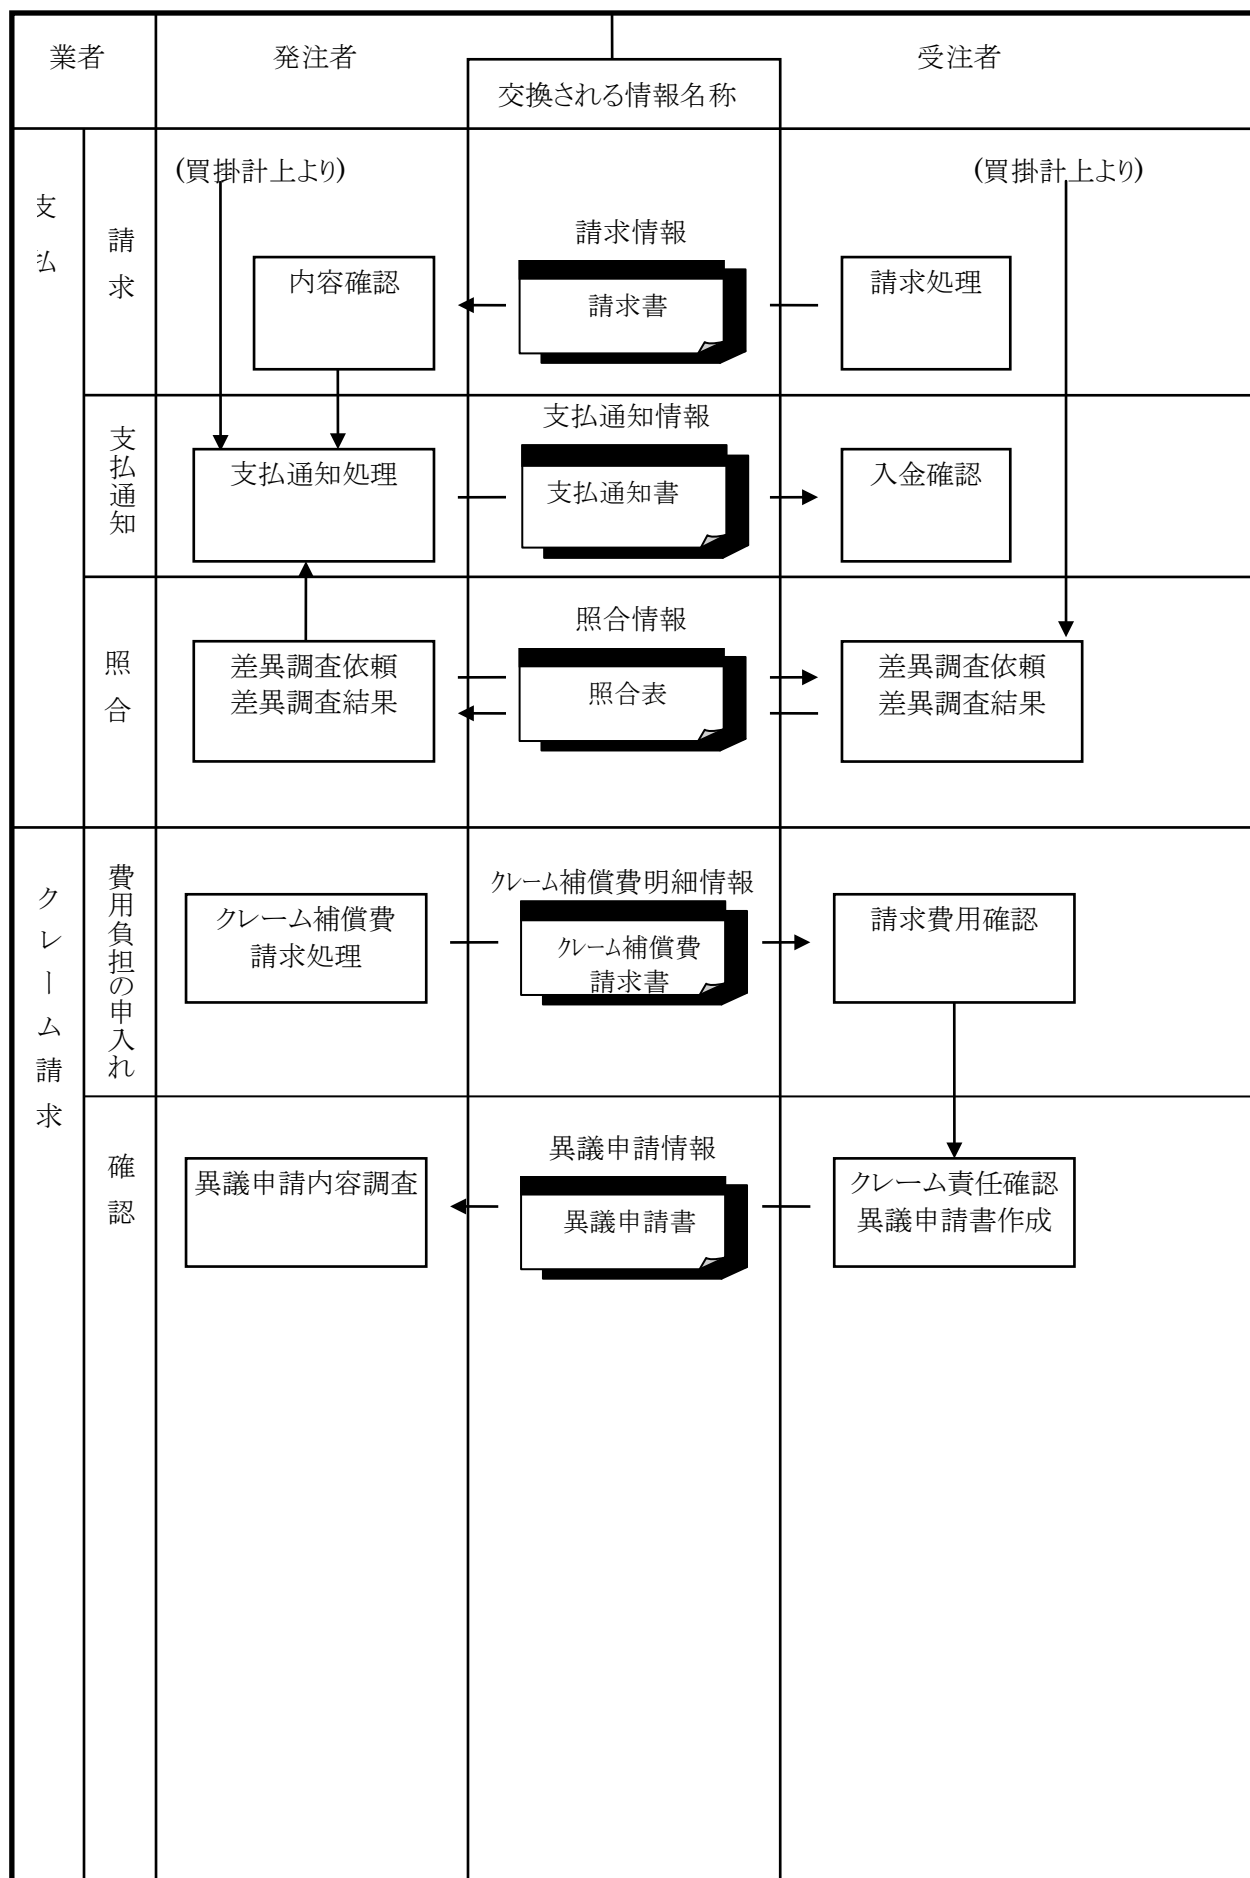 業者
発注者
受注者
交換される情報名称
支払
請求
(買掛計上より)
(買掛計上より)
請求情報
内容確認
請求書
請求処理
支払通知
支払通知情報
支払通知処理
支払通知書
入金確認
照合
照合情報
差異調査依頼
差異調査結果
照合表
差異調査依頼
差異調査結果
クレーム請求
費用負担の申入れ
クレーム補償費明細情報
クレーム補償費
請求処理
クレーム補償費
請求書
請求費用確認
確認
異議申請情報
異議申請内容調査
異議申請書
クレーム責任確認
異議申請書作成